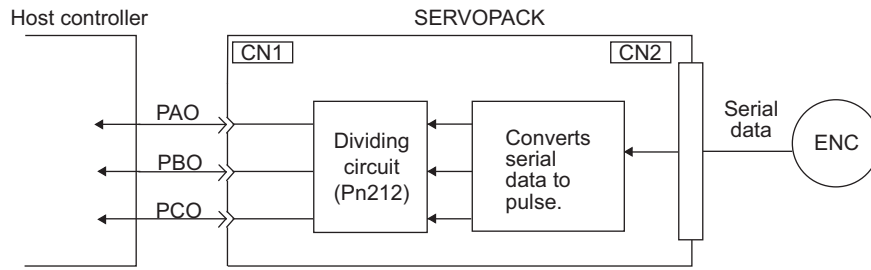 Host controller
SERVOPACK
CN1
CN2
PAO
PBO
PCO
Dividing
circuit
(Pn212)
Converts
serial
data to
pulse.
Serial
data
ENC